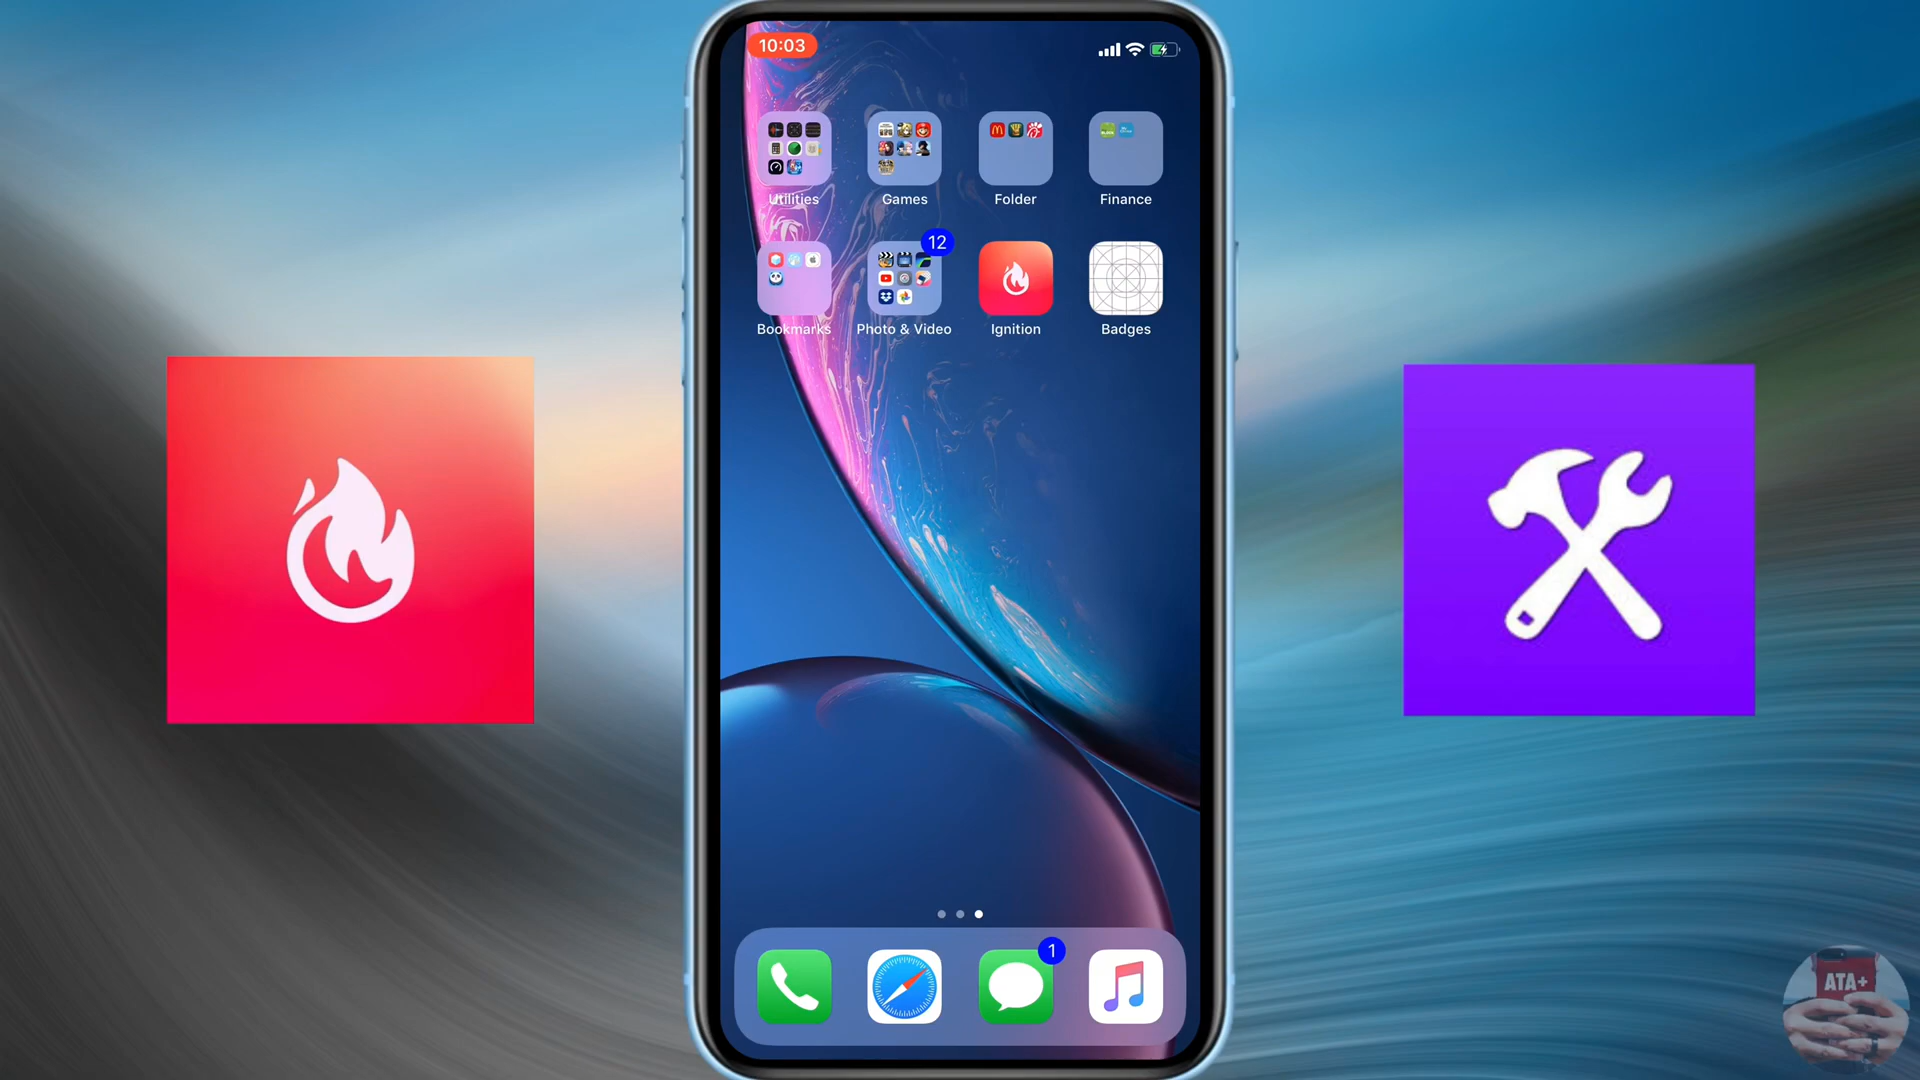 10:03
Utilities
Games
Folder
Finance
12
Bookmarks
Photo & Video
Ignition
Badges
1
ATA+